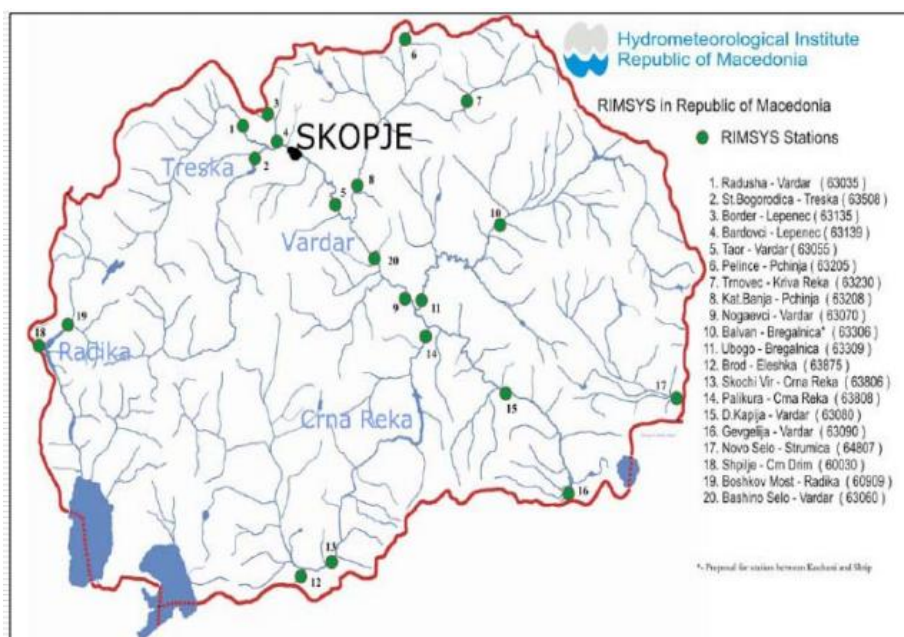 Hydrometeorological Institute
Republic of Macedonia
RIMSYS in Republic of Macedonia
RIMSYS Stations
1. Radusha - Vardar ( 63035)
2. St.Bogorodica - Treska ( 63508)
3. Border - Lepenec ( 63135)
4. Bardovci - Lepenec ( 63139)
5. Taor - Vardar ( 63055)
6. Pelince - Pchinja ( 63205)
7. Trnovec - Kriva Reka ( 63230)
8. Kat.Banja - Pchinja ( 63208)
9. Nogaevci - Vardar ( 63070)
10. Balvan - Bregalnica* ( 63306)
11. Ubogo - Bregalnica ( 63309)
12. Brod - Eleshka ( 63875)
13. Skochi Vir - Crna Reka ( 63806)
14. Palikura - Crna Reka ( 63808)
15. D.Kapija - Vardar ( 63080)
16. Gevgelija - Vardar ( 63090)
17. Novo Selo - Strumica ( 64807)
18. Shpilje - Crn Drim ( 60030)
19. Boshkov Most - Radika ( 60909)
20. Bashino Selo - Vardar ( 63060)
*- Proposal for station between Kochani and Shtip
6
7
3
1
4
SKOPJE
Treska
2
8
5
10
Vardar
20
9
11
19
18
Radika
14
Crna Reka
15
17
16
13
12